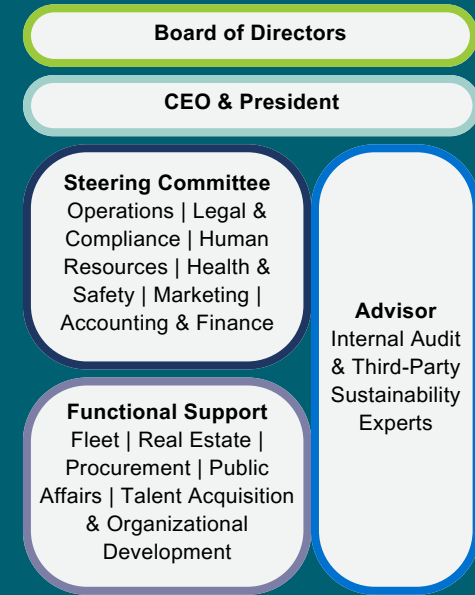 Board of Directors
CEO & President
Steering Committee
Operations | Legal &
Compliance | Human
Resources | Health &
Safety | Marketing |
Accounting & Finance
Functional Support
Fleet | Real Estate |
Procurement | Public
Affairs | Talent Acquisition
& Organizational
Development
Advisor
Internal Audit
& Third-Party
Sustainability
Experts